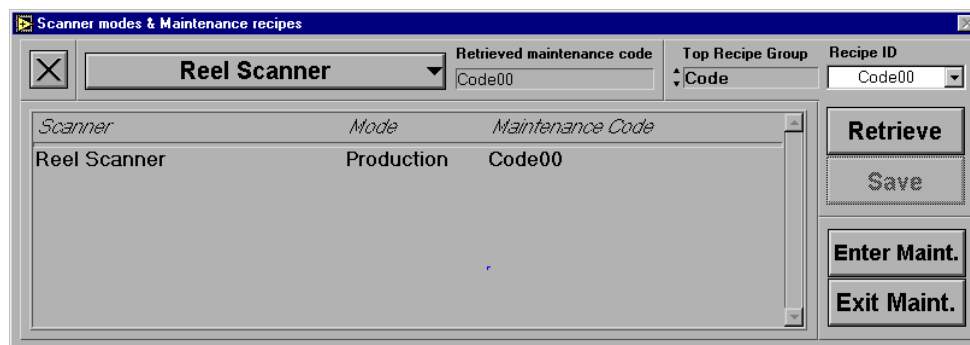 Scanner modes & Maintenance recipes
Retrieved maintenance code Top Recipe Group Recipe ID
Reel Scanner Code00 Code Code00
Scanner Mode Maintenance Code
Reel Scanner Production Code00
Retrieve
Save
Enter Maint.
Exit Maint.